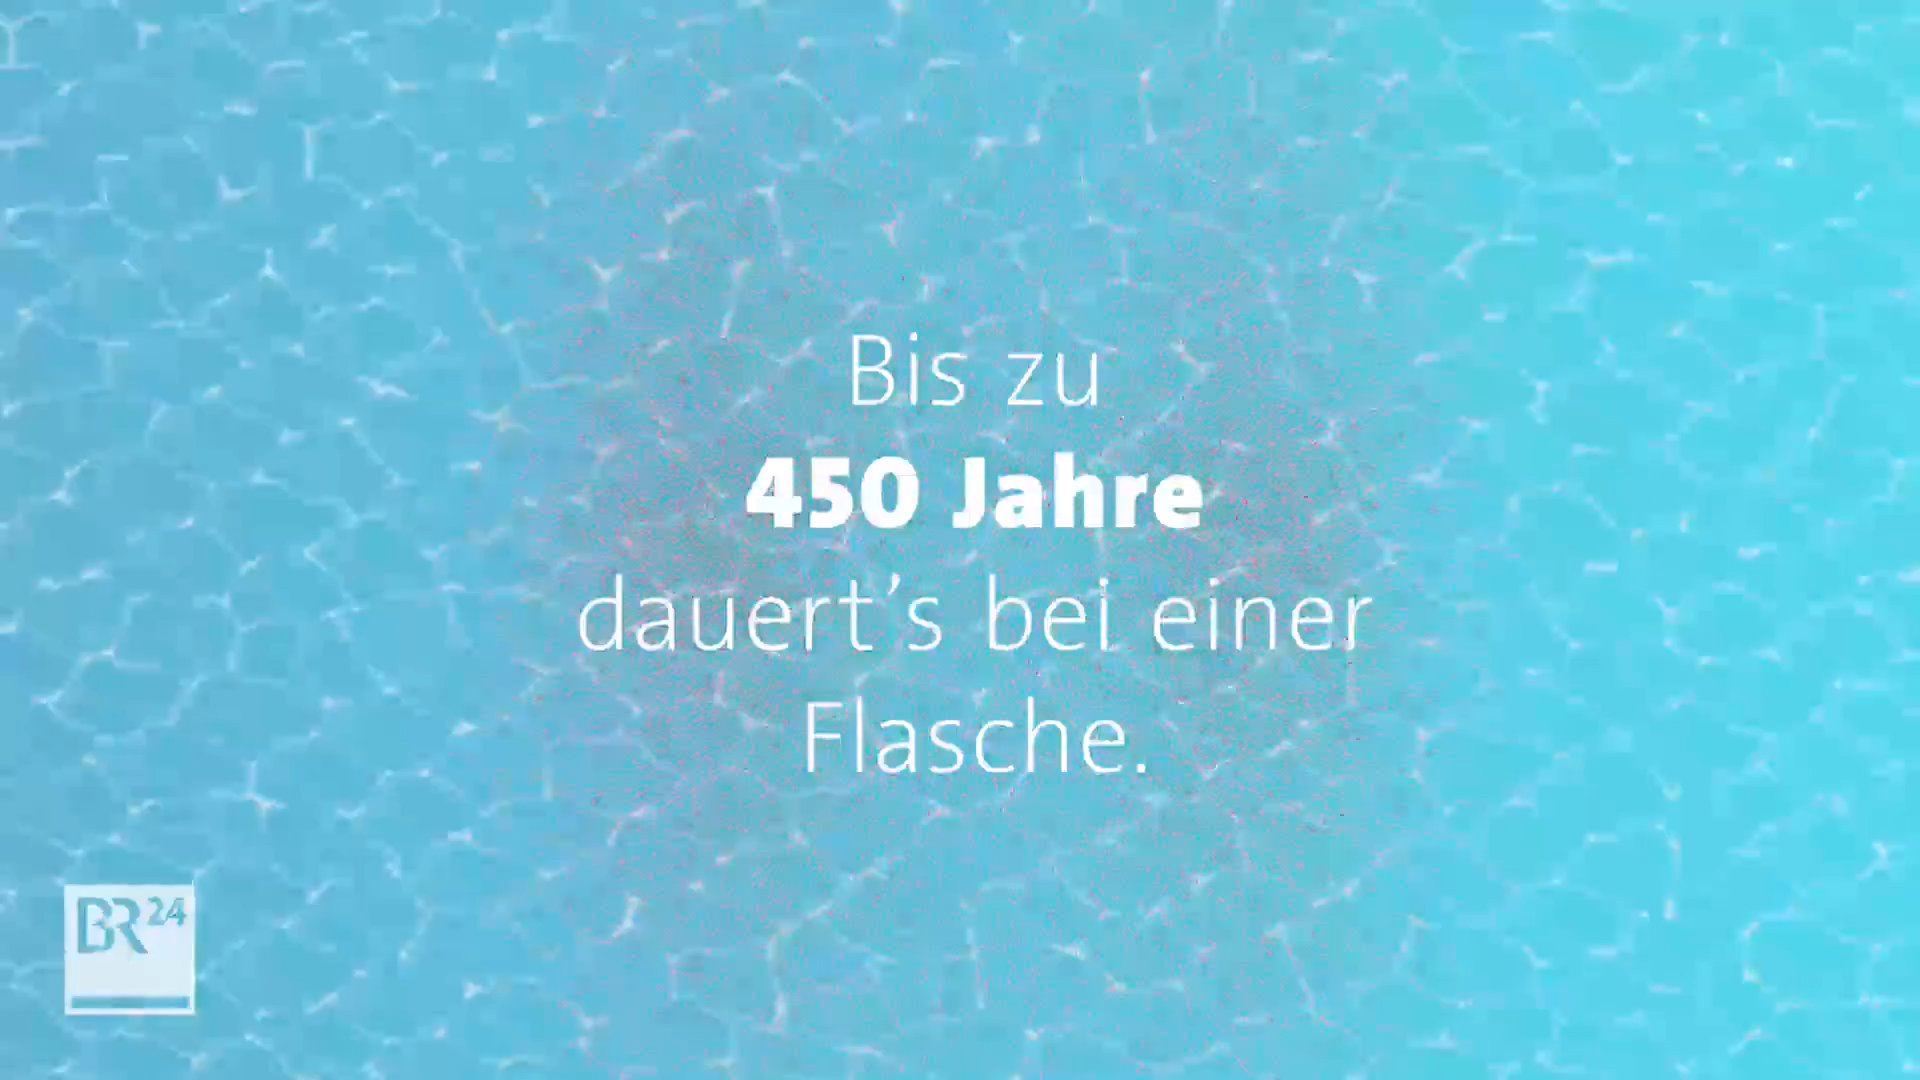 Bis zu
450 Jahre
dauert’s bei einer
Flasche.
BR24